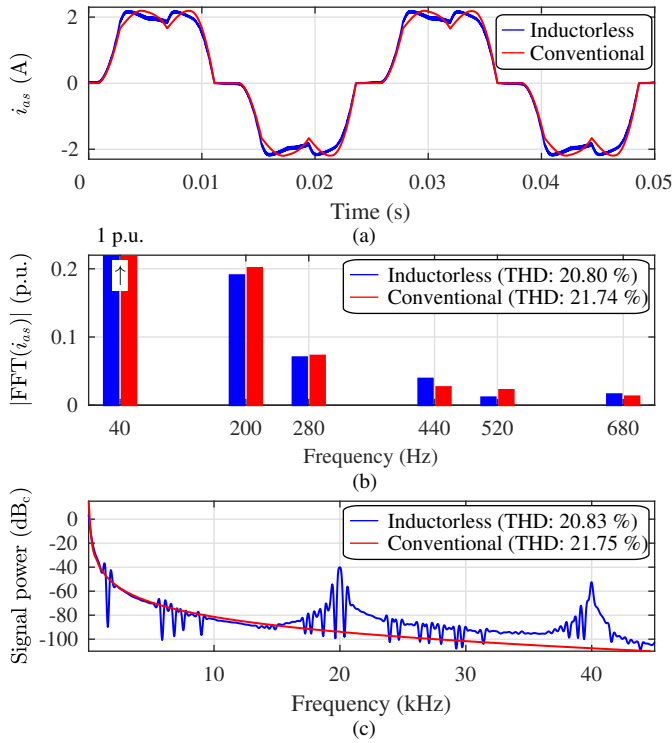 2
0
-2
i_as (A)
Inductorless
Conventional
0
0.01
0.02
0.03
0.04
0.05
Time (s)
(a)
1 p.u.
↑
0.2
0.1
0
|FFT(i_as)| (p.u.)
Inductorless (THD: 20.80 %)
Conventional (THD: 21.74 %)
40
200
280
440
520
680
Frequency (Hz)
(b)
0
-20
-40
-60
-80
-100
Signal power (dB_c)
Inductorless (THD: 20.83 %)
Conventional (THD: 21.75 %)
10
20
30
40
Frequency (kHz)
(c)